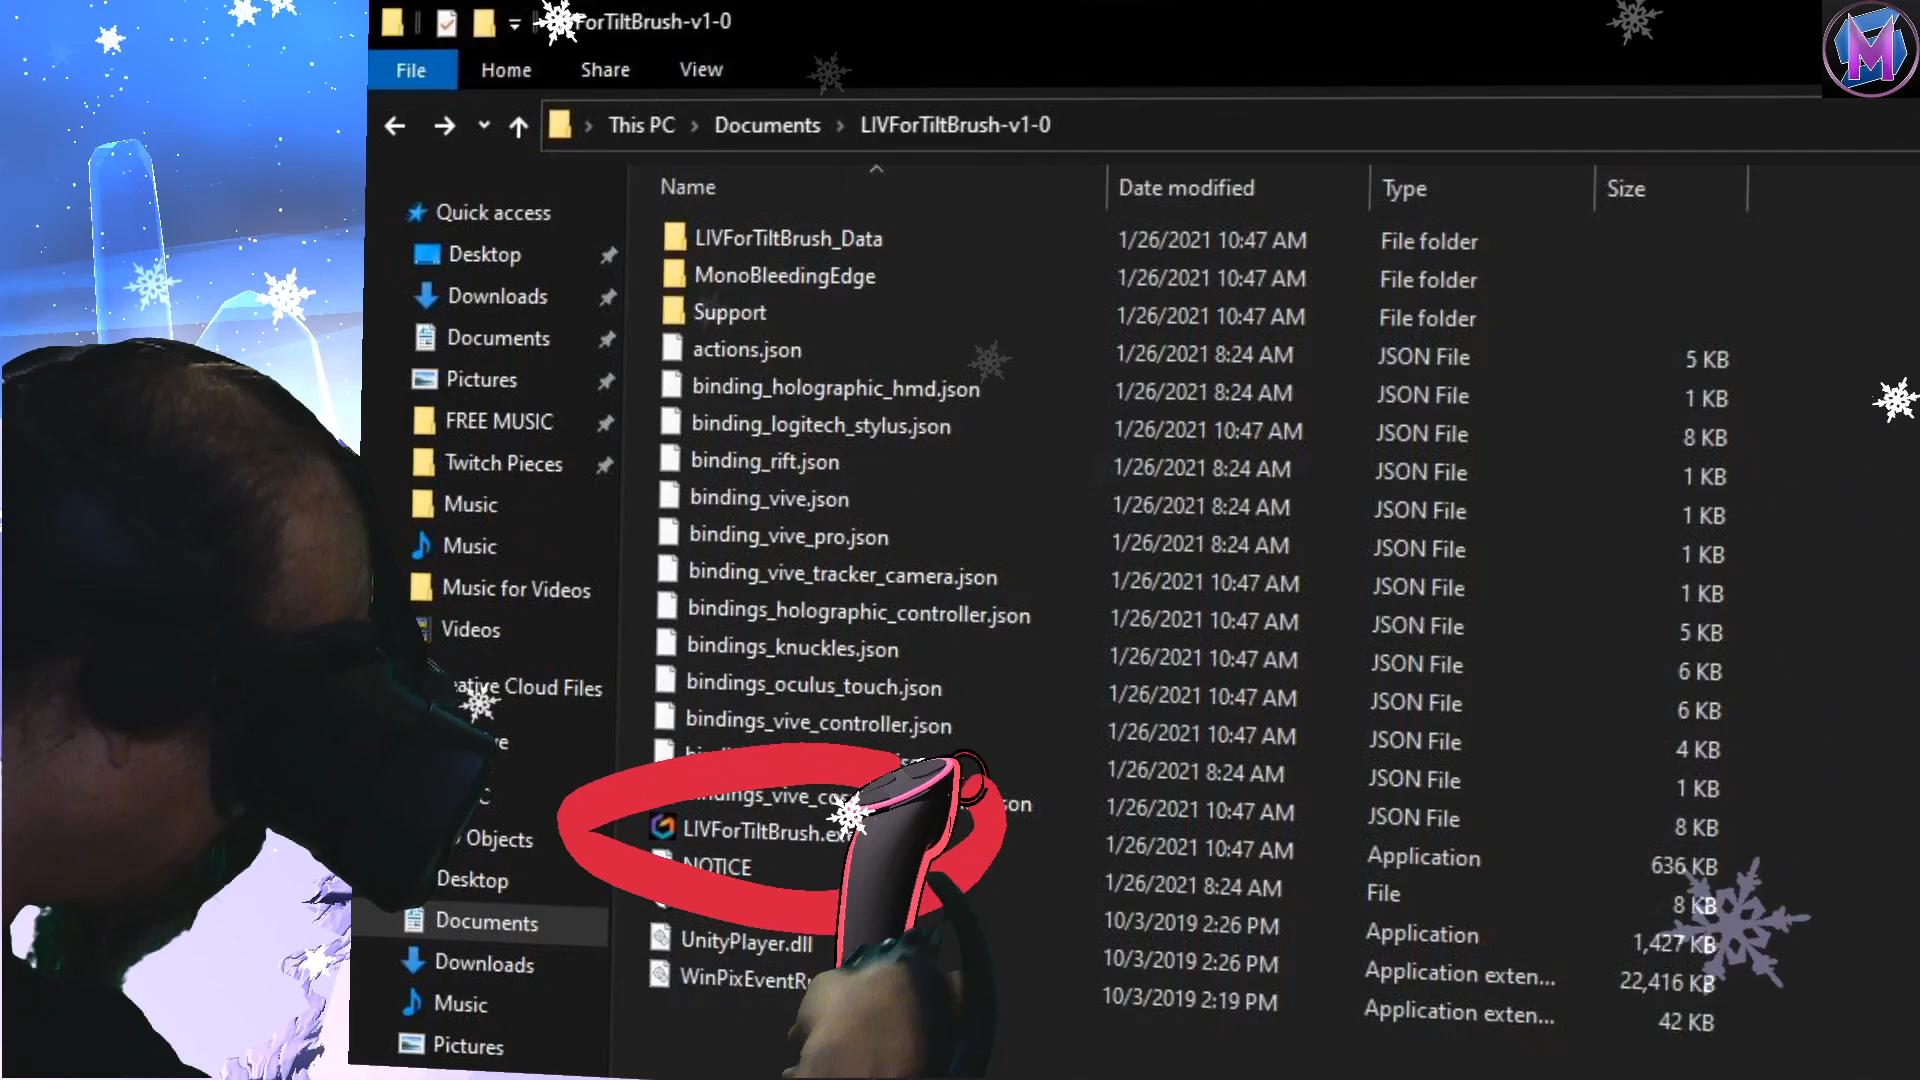 ForTiltBrush-v1-0
File Home Share View
This PC Documents LIVForTiltBrush-v1-0
Name Date modified Type Size
Quick access
Desktop
Downloads
Documents
Pictures
FREE MUSIC
Twitch Pieces
Music
Music
Music for Videos
Videos
eative Cloud Files
Objects
Desktop
Documents
Downloads
Music
Pictures
LIVForTiltBrush_Data 1/26/2021 10:47 AM File folder
MonoBleedingEdge 1/26/2021 10:47 AM File folder
Support 1/26/2021 10:47 AM File folder
actions.json 1/26/2021 8:24 AM JSON File 5 KB
binding_holographic_hmd.json 1/26/2021 8:24 AM JSON File 1 KB
binding_logitech_stylus.json 1/26/2021 10:47 AM JSON File 8 KB
binding_rift.json 1/26/2021 8:24 AM JSON File 1 KB
binding_vive.json 1/26/2021 8:24 AM JSON File 1 KB
binding_vive_pro.json 1/26/2021 8:24 AM JSON File 1 KB
binding_vive_tracker_camera.json 1/26/2021 10:47 AM JSON File 1 KB
bindings_holographic_controller.json 1/26/2021 10:47 AM JSON File 5 KB
bindings_knuckles.json 1/26/2021 10:47 AM JSON File 6 KB
bindings_oculus_touch.json 1/26/2021 10:47 AM JSON File 6 KB
bindings_vive_controller.json 1/26/2021 10:47 AM JSON File 4 KB
1/26/2021 8:24 AM JSON File 1 KB
1/26/2021 10:47 AM JSON File 8 KB
LIVForTiltBrush.ex 1/26/2021 10:47 AM Application 636 KB
NOTICE 1/26/2021 8:24 AM File 8 KB
10/3/2019 2:26 PM Application 1,427 KB
UnityPlayer.dll 10/3/2019 2:26 PM Application exten... 22,416 KB
WinPixEventR 10/3/2019 2:19 PM Application exten... 42 KB
M